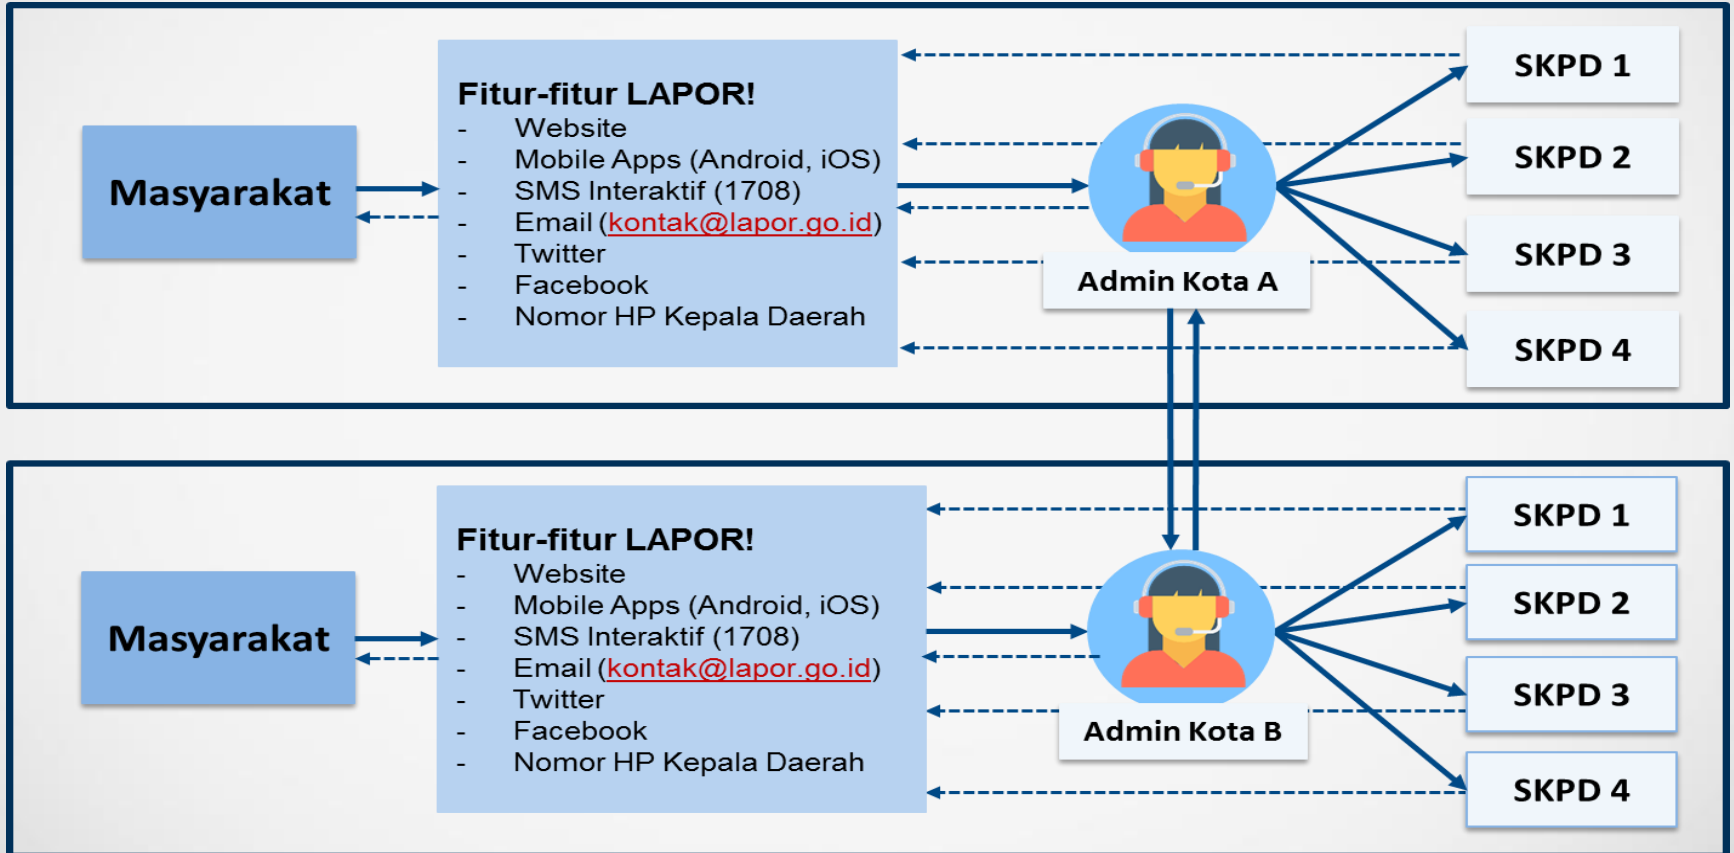 Masyarakat
Fitur-fitur LAPOR!
- Website
- Mobile Apps (Android, iOS)
- SMS Interaktif (1708)
- Email (kontak@lapor.go.id)
- Twitter
- Facebook
- Nomor HP Kepala Daerah
Admin Kota A
SKPD 1
SKPD 2
SKPD 3
SKPD 4
Masyarakat
Fitur-fitur LAPOR!
- Website
- Mobile Apps (Android, iOS)
- SMS Interaktif (1708)
- Email (kontak@lapor.go.id)
- Twitter
- Facebook
- Nomor HP Kepala Daerah
Admin Kota B
SKPD 1
SKPD 2
SKPD 3
SKPD 4